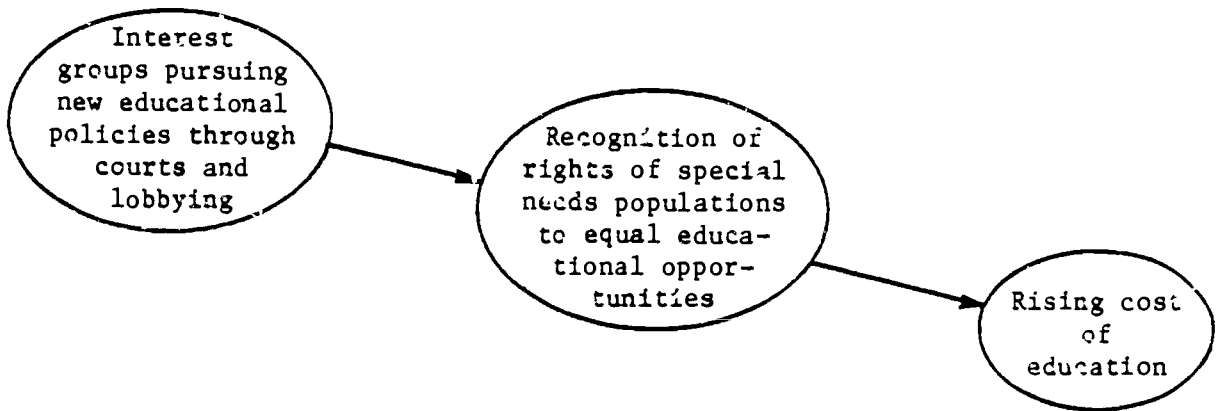 Interest
groups pursuing
new educational
policies through
courts and
lobbying
Recognition of
rights of special
needs populations
to equal educa-
tional oppor-
tunities
Rising cost
of
education